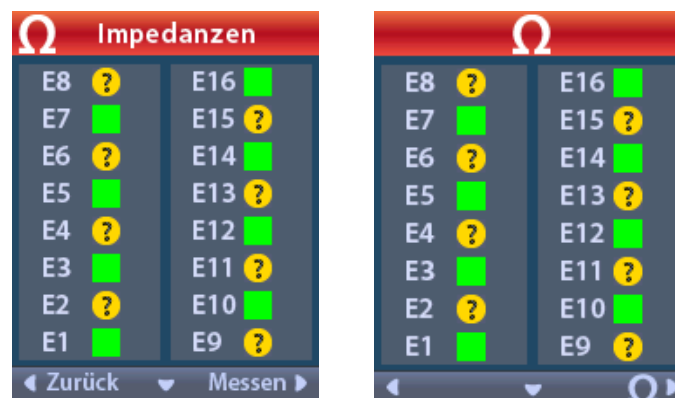 Ω Impedanzen
E8 ? E16
E7 E15 ?
E6 ? E14
E5 E13 ?
E4 ? E12
E3 E11 ?
E2 ? E10
E1 E9 ?
Zurück Messen
Ω
E8 ? E16
E7 E15 ?
E6 ? E14
E5 E13 ?
E4 ? E12
E3 E11 ?
E2 ? E10
E1 E9 ?
Ω